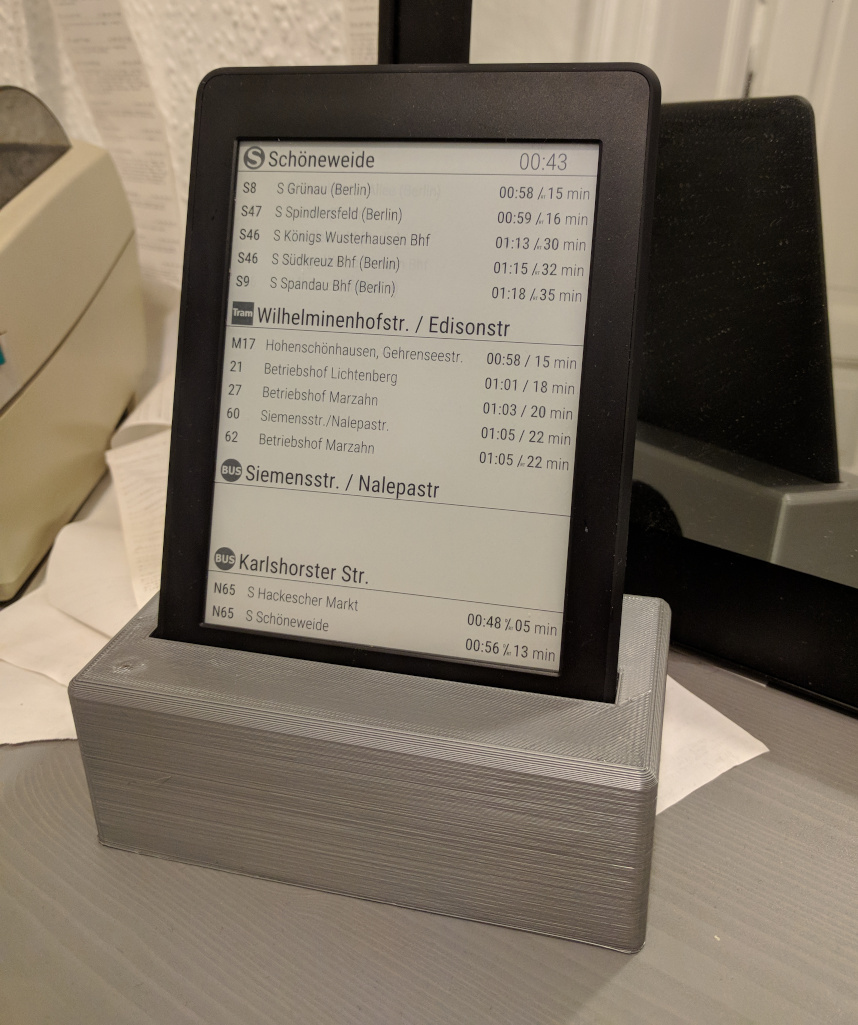 S Schöneweide 00:43
S8 S Grünau (Berlin) 00:58 / 15 min
S47 S Spindlersfeld (Berlin) 00:59 / 16 min
S46 S Königs Wusterhausen Bhf 01:13 / 30 min
S46 S Südkreuz Bhf (Berlin) 01:15 / 32 min
S9 S Spandau Bhf (Berlin) 01:18 / 35 min
Tram Wilhelminenhofstr. / Edisonstr
M17 Hohenschönhausen, Gehrenseestr. 00:58 / 15 min
21 Betriebshof Lichtenberg 01:01 / 18 min
27 Betriebshof Marzahn 01:03 / 20 min
60 Siemensstr./Nalepastr. 01:05 / 22 min
62 Betriebshof Marzahn 01:05 / 22 min
BUS Siemensstr. / Nalepastr
BUS Karlshorster Str.
N65 S Hackescher Markt 00:48 / 05 min
N65 S Schöneweide 00:56 / 13 min